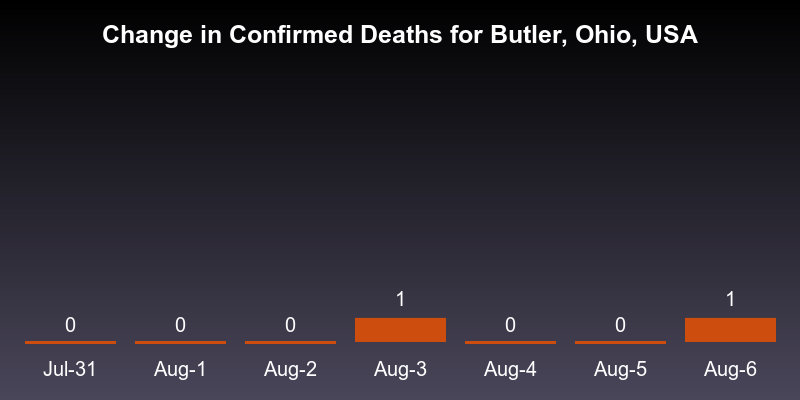 Change in Confirmed Deaths for Butler, Ohio, USA
0 0 0 1 0 0 1
Jul-31 Aug-1 Aug-2 Aug-3 Aug-4 Aug-5 Aug-6